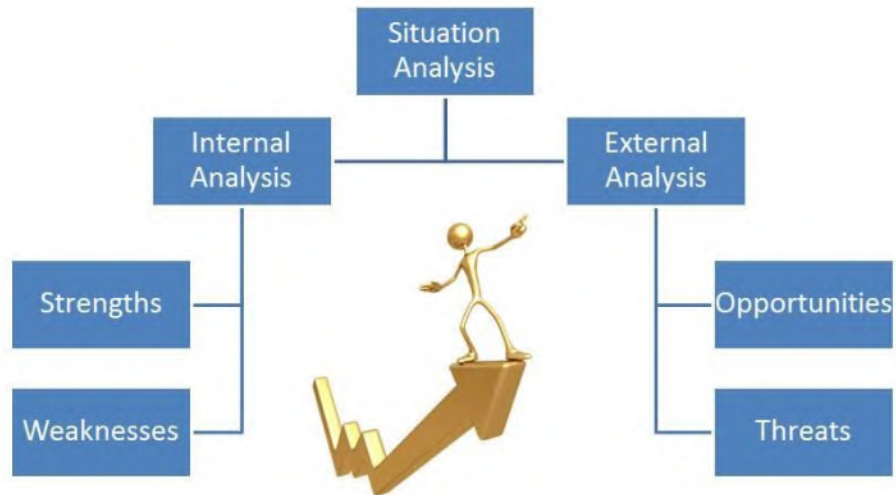 Situation
Analysis
Internal
Analysis
External
Analysis
Strengths
Opportunities
Weaknesses
Threats